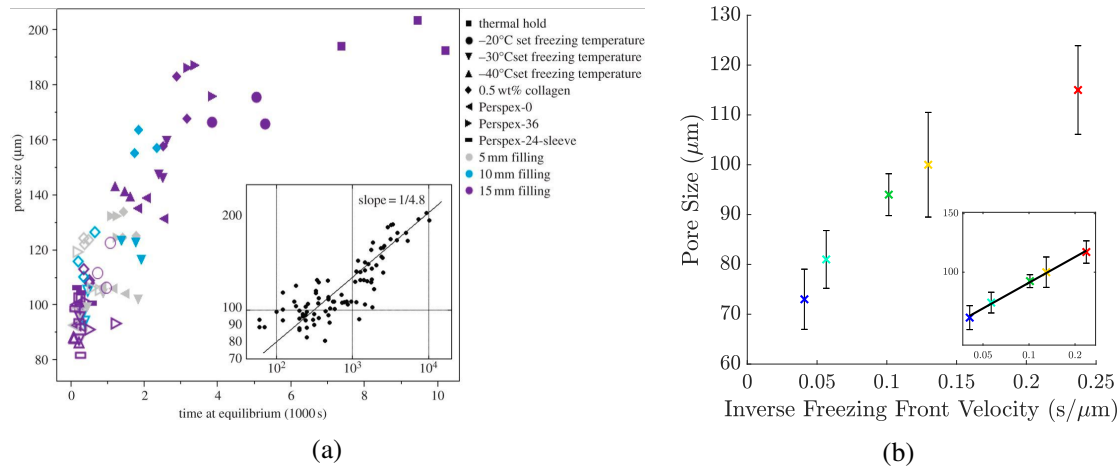 200
180
160
140
120
100
80
pore size (μm)
0
2
4
6
8
10
time at equilibrium (1000 s)
thermal hold
–20°C set freezing temperature
–30°Cset freezing temperature
–40°Cset freezing temperature
0.5 wt% collagen
Perspex-0
Perspex-36
Perspex-24-sleeve
5 mm filling
10 mm filling
15 mm filling
slope = 1/4.8
200
100
90
80
70
10²
10³
10⁴
(a)
130
120
110
100
90
80
70
60
Pore Size (μm)
0
0.05
0.1
0.15
0.2
0.25
Inverse Freezing Front Velocity (s/μm)
150
100
0.05
0.1
0.2
(b)